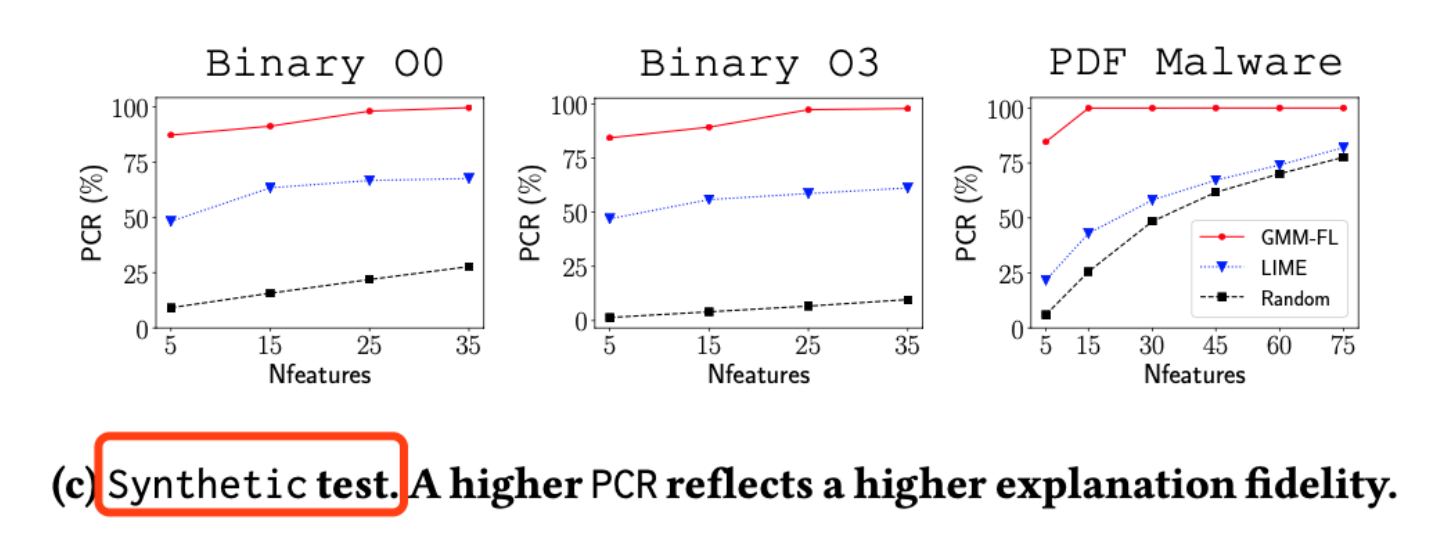 Binary O0
Binary O3
PDF Malware
PCR (%)
100
75
50
25
0
5 15 25 35
Nfeatures
PCR (%)
100
75
50
25
0
5 15 25 35
Nfeatures
PCR (%)
100
75
50
25
0
5 15 30 45 60 75
Nfeatures
GMM-FL
LIME
Random
(c) Synthetic test. A higher PCR reflects a higher explanation fidelity.